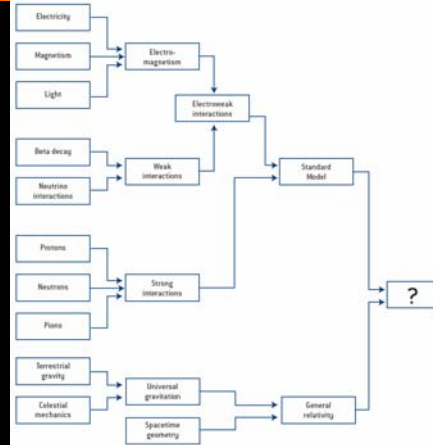 Electricity
Magnetism
Light
Electro-
magnetism
Electroweak
interactions
Beta decay
Neutrino
interactions
Weak
interactions
Standard
Model
Protons
Neutrons
Pions
Strong
interactions
?
Terrestrial
gravity
Celestial
mechanics
Universal
gravitation
Spacetime
geometry
General
relativity